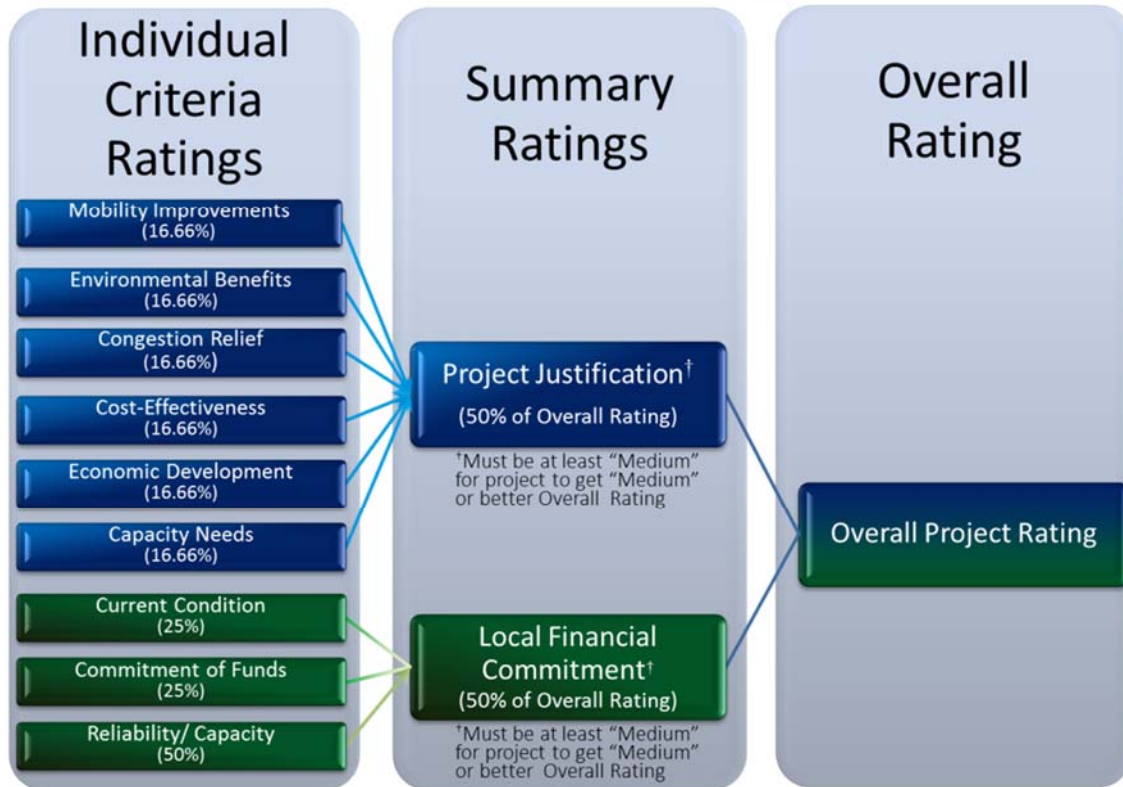 Individual
Criteria
Ratings
Mobility Improvements
(16.66%)
Environmental Benefits
(16.66%)
Congestion Relief
(16.66%)
Cost-Effectiveness
(16.66%)
Economic Development
(16.66%)
Capacity Needs
(16.66%)
Current Condition
(25%)
Commitment of Funds
(25%)
Reliability/ Capacity
(50%)
Summary
Ratings
Project Justification†
(50% of Overall Rating)
†Must be at least “Medium”
for project to get “Medium”
or better Overall Rating
Local Financial
Commitment†
(50% of Overall Rating)
†Must be at least “Medium”
for project to get “Medium”
or better Overall Rating
Overall
Rating
Overall Project Rating